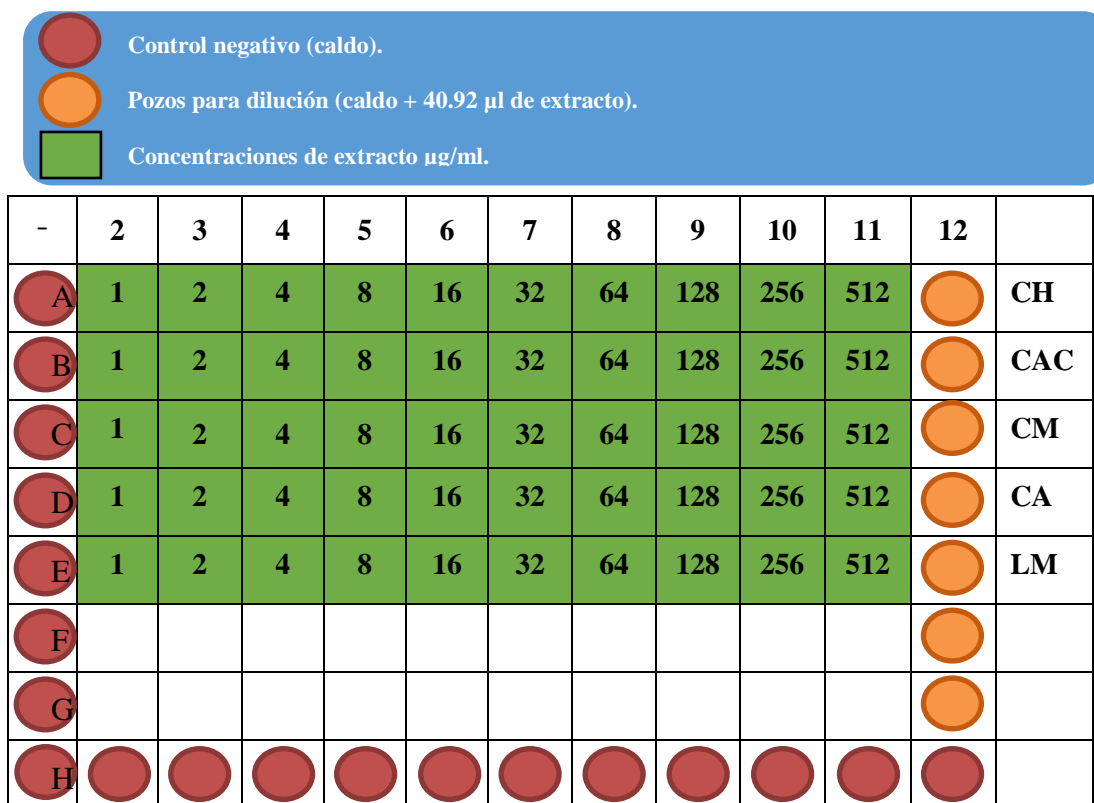 Control negativo (caldo).
Pozos para dilución (caldo + 40.92 µl de extracto).
Concentraciones de extracto µg/ml.
- 2 3 4 5 6 7 8 9 10 11 12
A 1 2 4 8 16 32 64 128 256 512 CH
B 1 2 4 8 16 32 64 128 256 512 CAC
C 1 2 4 8 16 32 64 128 256 512 CM
D 1 2 4 8 16 32 64 128 256 512 CA
E 1 2 4 8 16 32 64 128 256 512 LM
F
G
H